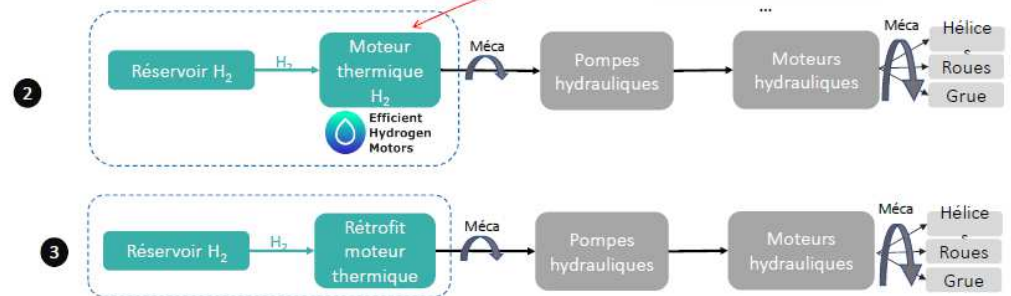 ...
2
Réservoir H₂
H₂
Moteur
thermique
H₂
Efficient
Hydrogen
Motors
Méca
Pompes
hydrauliques
Moteurs
hydrauliques
Méca
Hélice
s
Roues
Grue
3
Réservoir H₂
H₂
Rétrofit
moteur
thermique
Méca
Pompes
hydrauliques
Moteurs
hydrauliques
Méca
Hélice
s
Roues
Grue